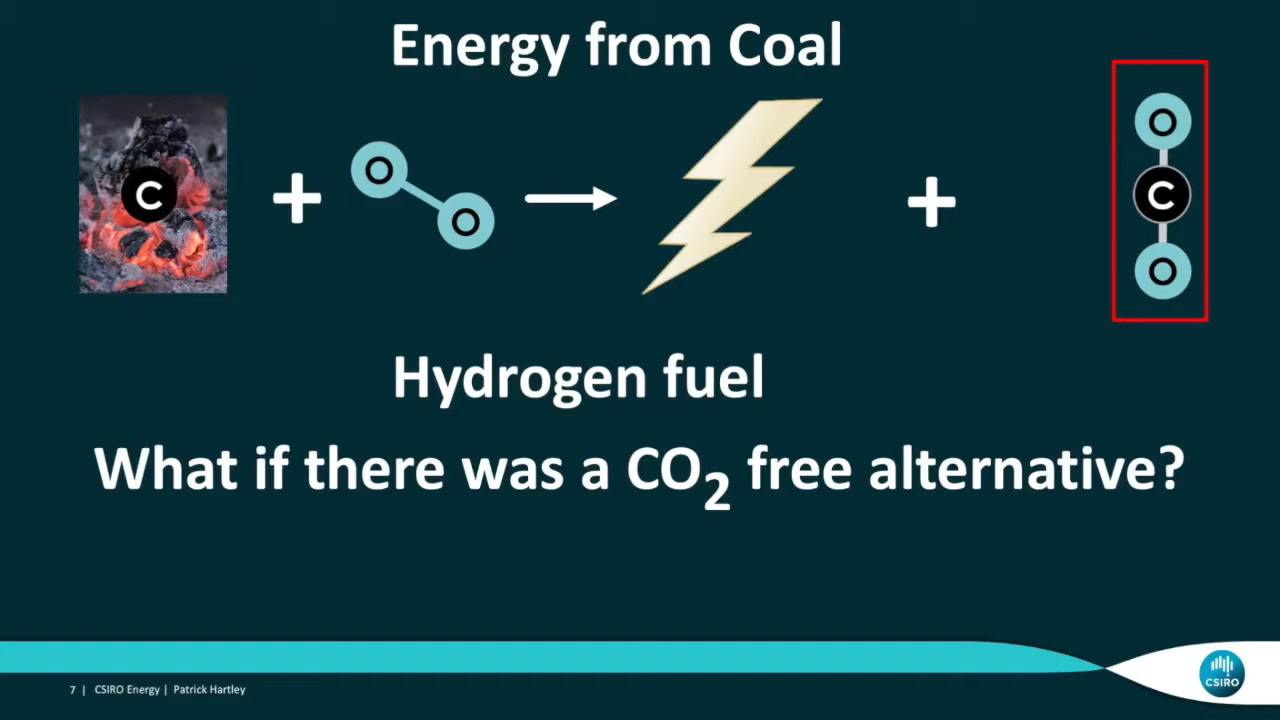 Energy from Coal
C + O O → + O C O
Hydrogen fuel
What if there was a CO₂ free alternative?
7 | CSIRO Energy | Patrick Hartley
CSIRO